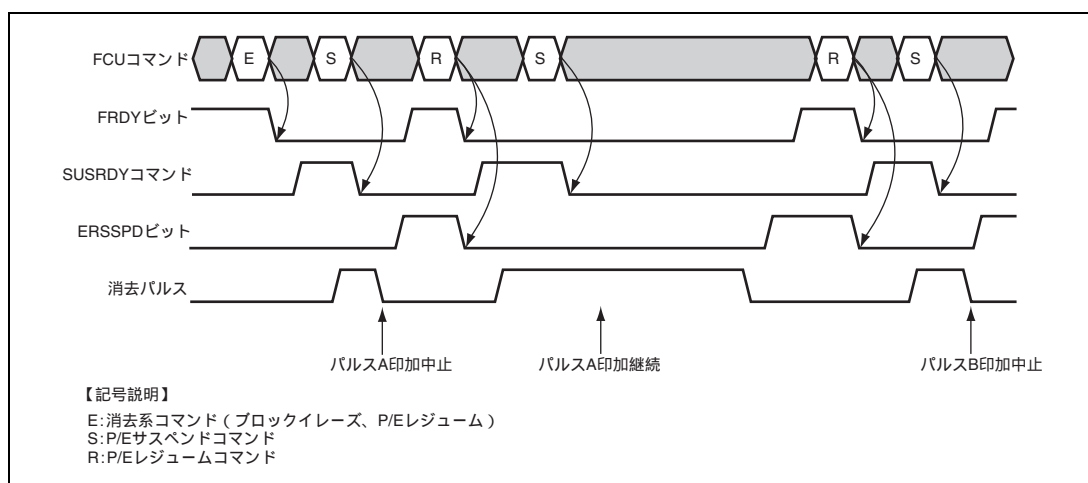 FCUコマンド E S R S R S
FRDYビット
SUSRDYコマンド
ERSSPDビット
消去パルス
パルスA印加中止 パルスA印加継続 パルスB印加中止
【記号説明】
E:消去系コマンド（ブロックイレーズ、P/Eレジューム）
S:P/Eサスペンドコマンド
R:P/Eレジュームコマンド